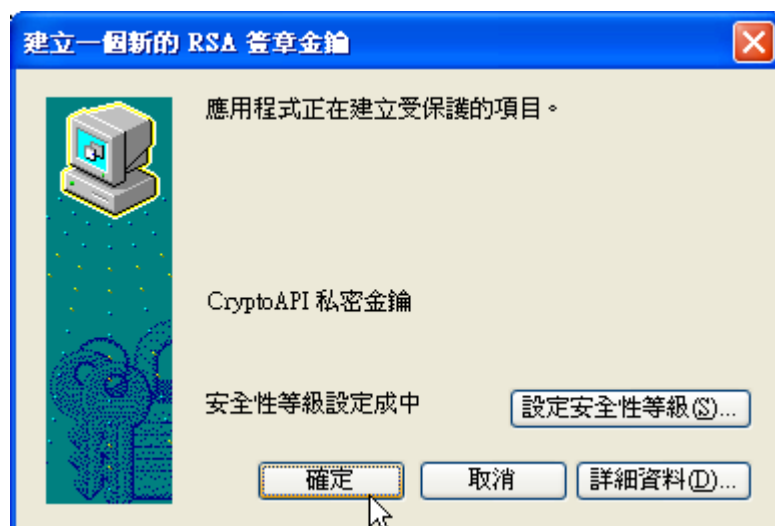 建立一個新的 RSA 簽章金鑰
應用程式正在建立受保護的項目。
CryptoAPI 私密金鑰
安全性等級設定成中
設定安全性等級(S)...
確定
取消
詳細資料(D)...